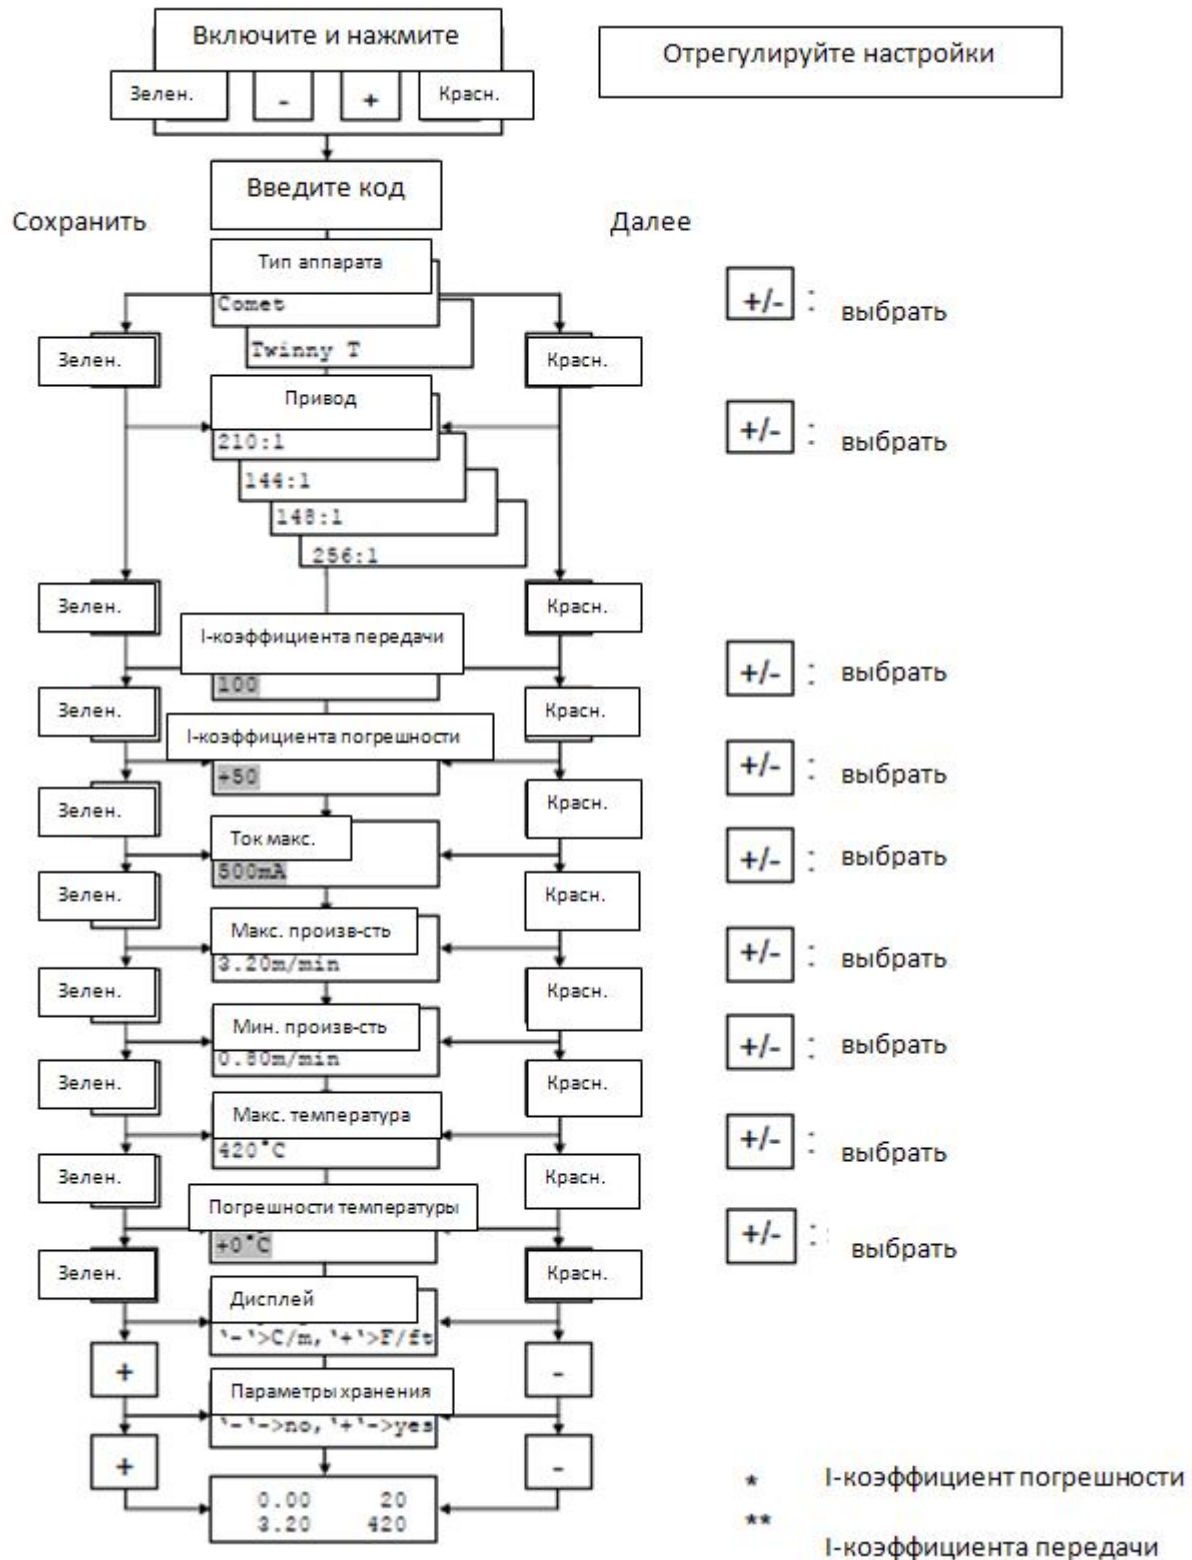 Включите и нажмите
Отрегулируйте настройки
Зелен. - + Красн.
Введите код
Сохранить
Далее
Тип аппарата
Comet
Twinny T
+/- : выбрать
Зелен.
Красн.
Привод
210:1
144:1
148:1
256:1
+/- : выбрать
Зелен.
Красн.
I-коэффициента передачи
100
+/- : выбрать
Зелен.
Красн.
I-коэффициента погрешности
+50
+/- : выбрать
Зелен.
Красн.
Ток макс.
500mA
+/- : выбрать
Зелен.
Красн.
Макс. произв-сть
3.20m/min
+/- : выбрать
Зелен.
Красн.
Мин. произв-сть
0.80m/min
+/- : выбрать
Зелен.
Красн.
Макс. температура
420°C
+/- : выбрать
Зелен.
Красн.
Погрешности температуры
+0°C
+/- : выбрать
Зелен.
Красн.
Дисплей
'-'>C/m,'+'>F/ft
+
-
Параметры хранения
'-'->no,'+'->yes
+
-
0.00 20
3.20 420
* I-коэффициент погрешности
** I-коэффициента передачи